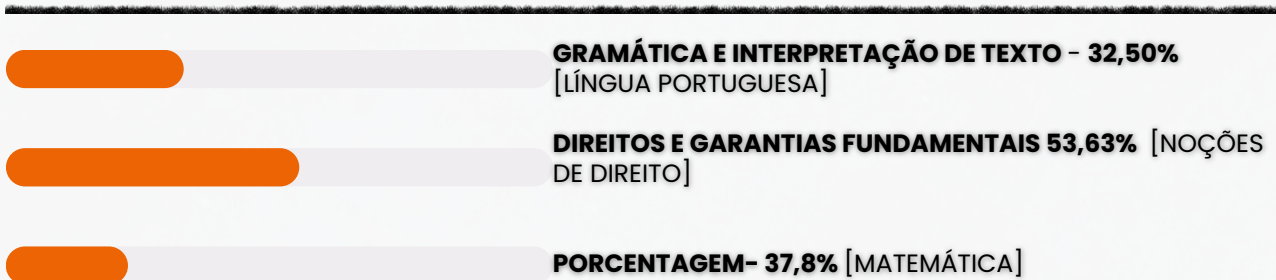 GRAMÁTICA E INTERPRETAÇÃO DE TEXTO - 32,50%
[LÍNGUA PORTUGUESA]
DIREITOS E GARANTIAS FUNDAMENTAIS 53,63% [NOÇÕES
DE DIREITO]
PORCENTAGEM- 37,8% [MATEMÁTICA]